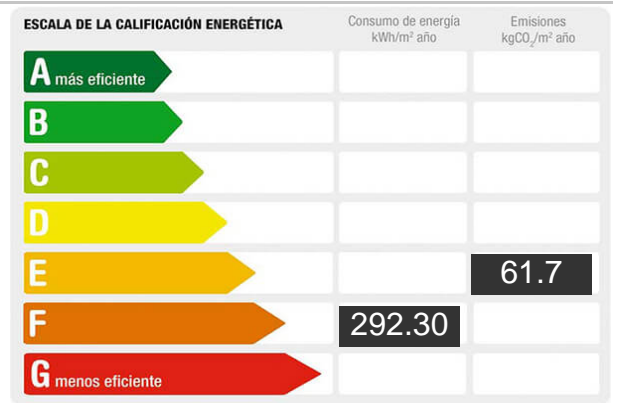 ESCALA DE LA CALIFICACIÓN ENERGÉTICA
Consumo de energía
kWh/m² año
Emisiones
kgCO₂/m² año
A más eficiente
B
C
D
E
61.7
F
292.30
G menos eficiente